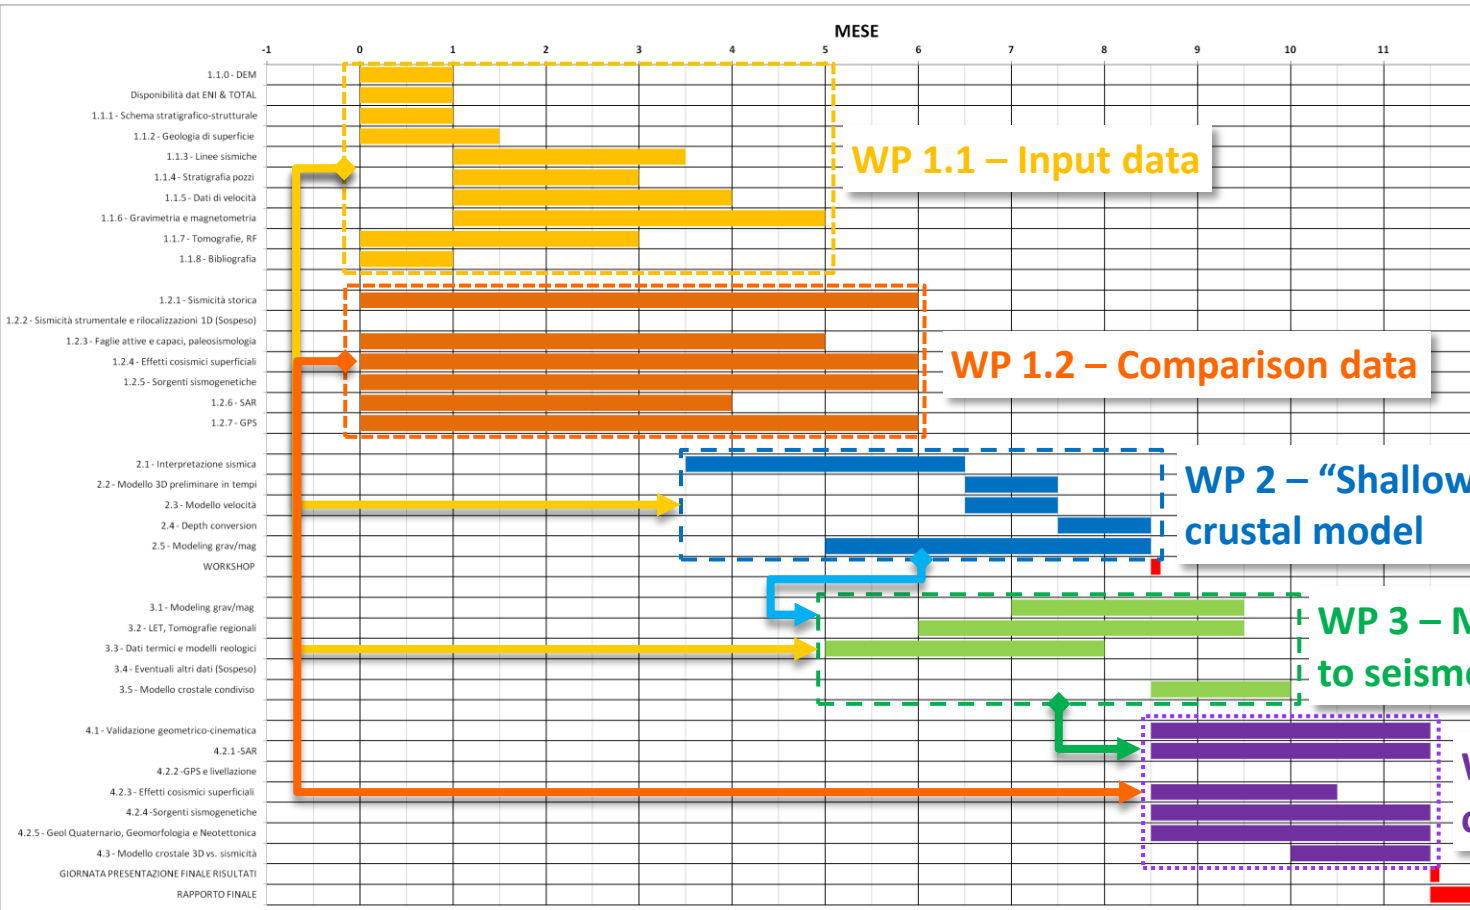 MESE
-1 0 1 2 3 4 5 6 7 8 9 10 11
1.1.0 - DEM
Disponibilità dat ENI & TOTAL
1.1.1 - Schema stratigrafico-strutturale
1.1.2 - Geologia di superficie
1.1.3 - Linee sismiche
1.1.4 - Stratigrafia pozzi
1.1.5 - Dati di velocità
1.1.6 - Gravimetria e magnetometria
1.1.7 - Tomografie, RF
1.1.8 - Bibliografia
WP 1.1 – Input data
1.2.1 - Sismicità storica
1.2.2 - Sismicità strumentale e rilocalizzazioni 1D (Sospeso)
1.2.3 - Faglie attive e capaci, paleosismologia
1.2.4 - Effetti cosismici superficiali
1.2.5 - Sorgenti sismogenetiche
1.2.6 - SAR
1.2.7 - GPS
WP 1.2 – Comparison data
2.1 - Interpretazione sismica
2.2 - Modello 3D preliminare in tempi
2.3 - Modello velocità
2.4 - Depth conversion
2.5 - Modeling grav/mag
WORKSHOP
WP 2 – “Shallow
crustal model
3.1 - Modeling grav/mag
3.2 - LET, Tomografie regionali
3.3 - Dati termici e modelli reologici
3.4 - Eventuali altri dati (Sospeso)
3.5 - Modello crostale condiviso
WP 3 – M
to seism
4.1 - Validazione geometrico-cinematica
4.2.1 -SAR
4.2.2 -GPS e livellazione
4.2.3 - Effetti cosismici superficiali
4.2.4 -Sorgenti sismogenetiche
4.2.5 - Geol Quaternario, Geomorfologia e Neotettonica
4.3 - Modello crostale 3D vs. sismicità
GIORNATA PRESENTAZIONE FINALE RISULTATI
RAPPORTO FINALE